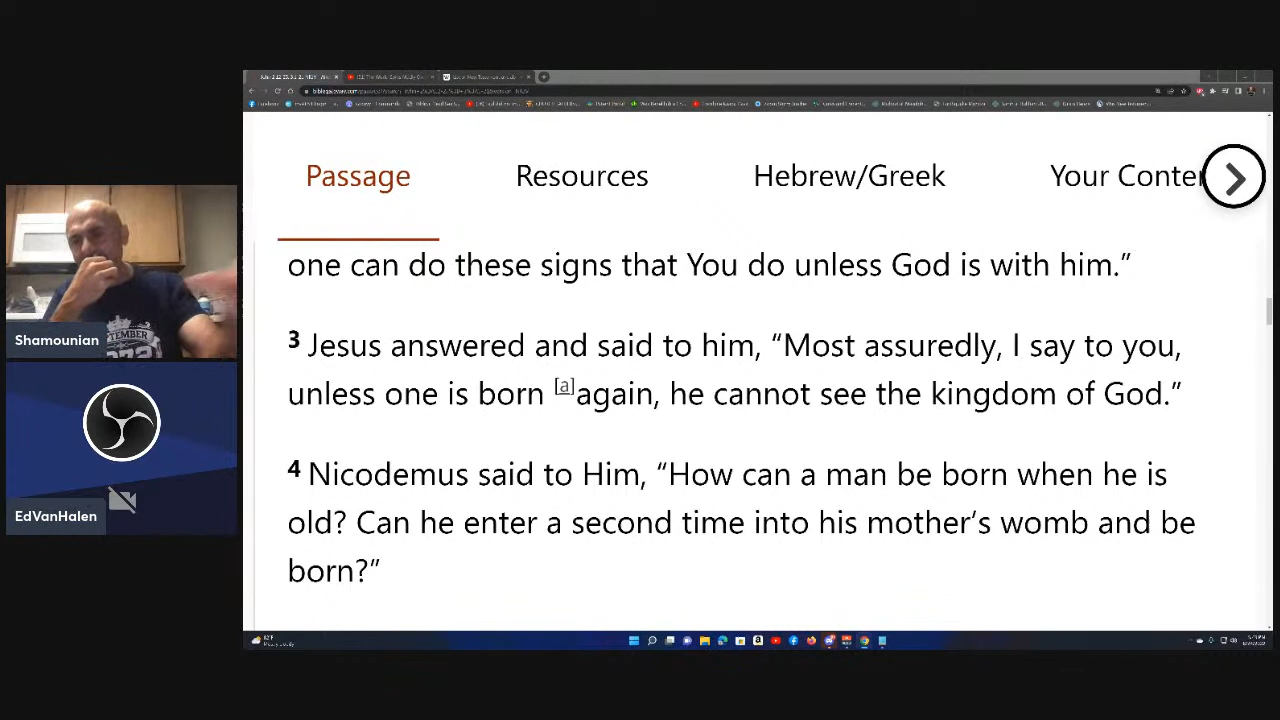 Passage
Resources
Hebrew/Greek
Your Conte
one can do these signs that You do unless God is with him.”
3 Jesus answered and said to him, “Most assuredly, I say to you,
unless one is born [a]again, he cannot see the kingdom of God.”
4 Nicodemus said to Him, “How can a man be born when he is
old? Can he enter a second time into his mother’s womb and be
born?”
Shamounian
EdVanHalen